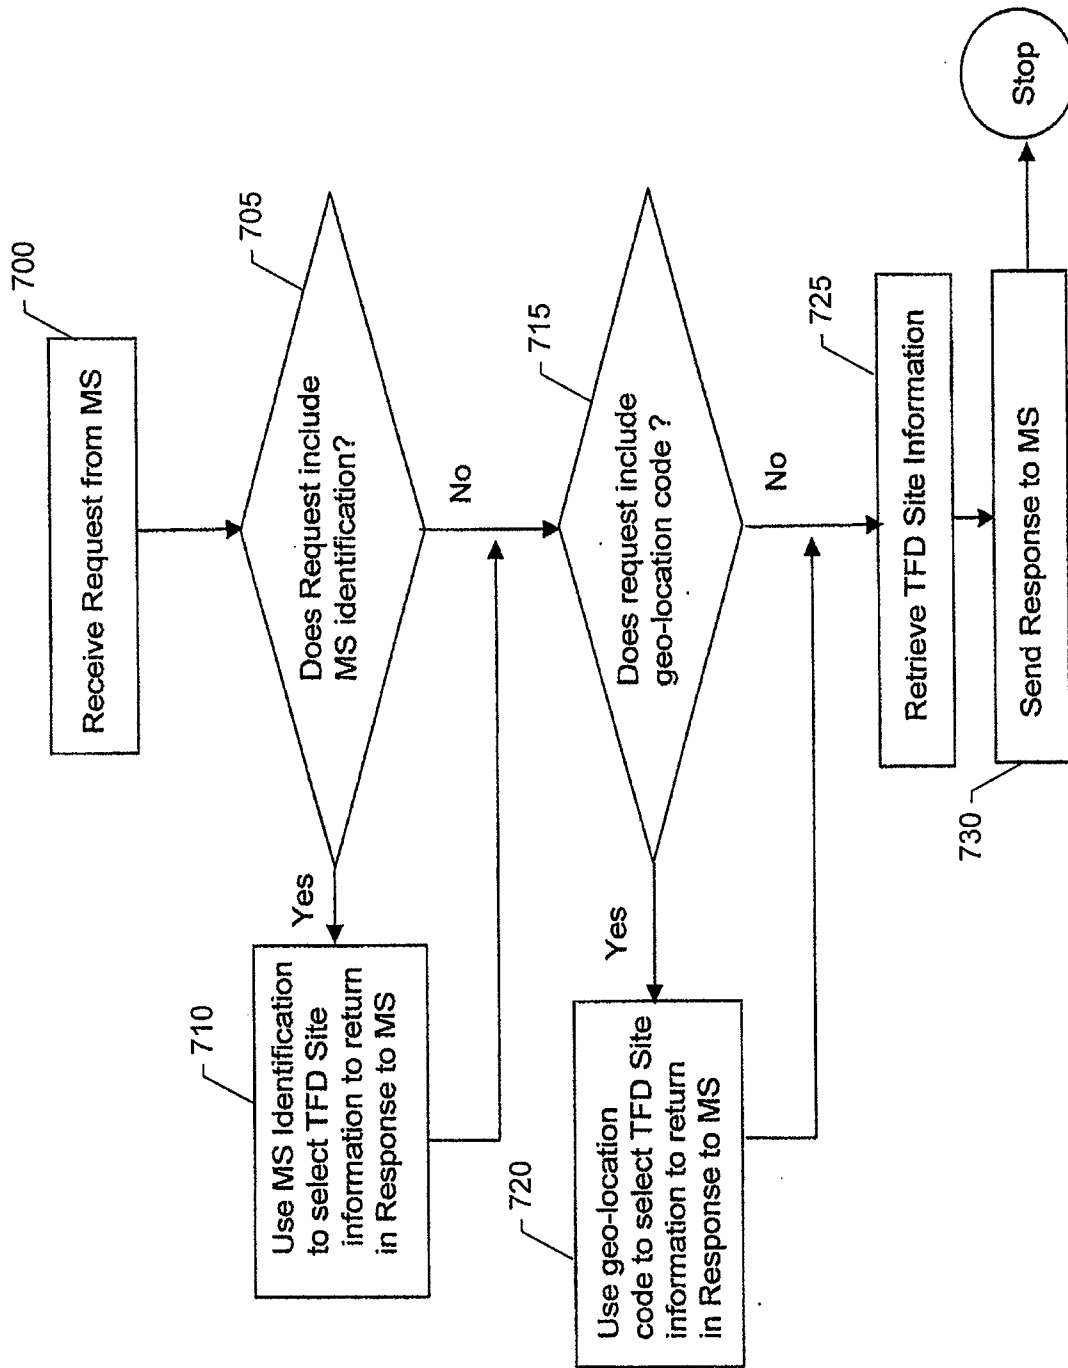 Receive Request from MS
700
Does Request include
MS identification?
705
Yes
No
Use MS Identification
to select TFD Site
information to return
in Response to MS
710
Does request include
geo-location code ?
715
Yes
No
Use geo-location
code to select TFD Site
information to return
in Response to MS
720
Retrieve TFD Site Information
725
Send Response to MS
730
Stop